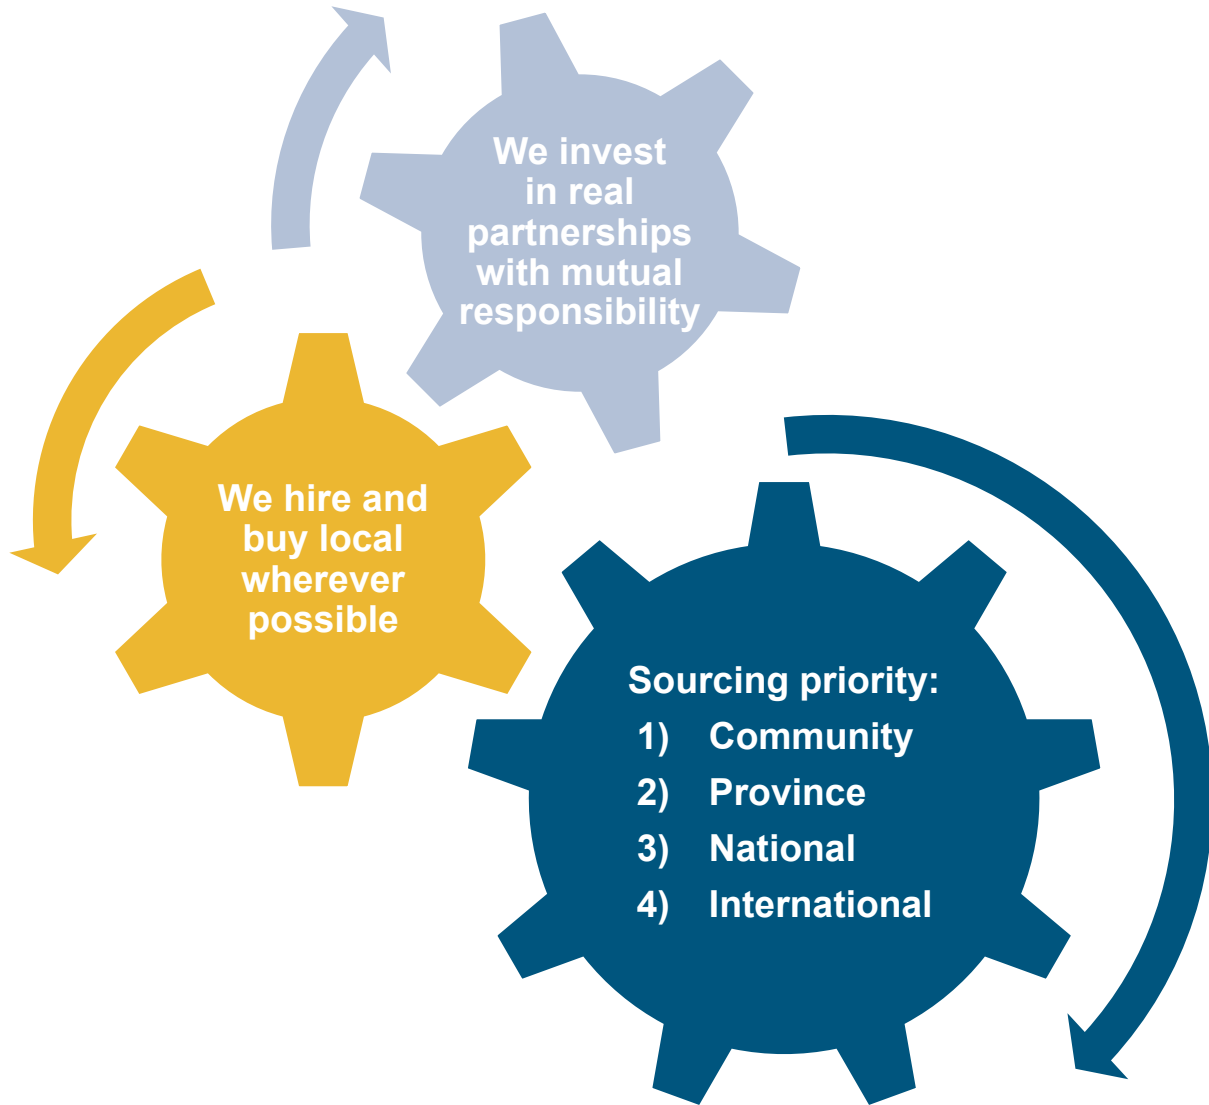 We invest
in real
partnerships
with mutual
responsibility
We hire and
buy local
wherever
possible
Sourcing priority:
1) Community
2) Province
3) National
4) International